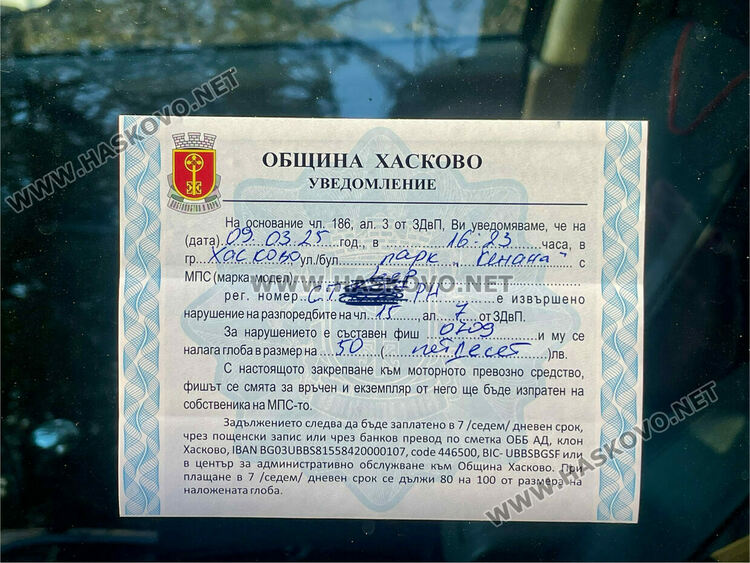 WWW.HASKOVO.NET
ОБЩИНА ХАСКОВО
УВЕДОМЛЕНИЕ
На основание чл. 186, ал. 3 от ЗДвП, Ви уведомяваме, че на
(дата) 09.03.25 год., в 16:23 часа, в
гр. Хасково ул./бул. парк „Кенана" с
МПС (марка модел) Jeep
WWW.HASKOVO.NET
рег. номер СТ РН е извършено
нарушение на разпоредбите на чл. 15, ал. 7 от ЗДвП.
За нарушението е съставен фиш 0709 и му се
налага глоба в размер на 50 ( петдесет )лв.
С настоящото закрепване към моторното превозно средство,
фишът се смята за връчен и екземпляр от него ще бъде изпратен на
собственика на МПС-то.
Задължението следва да бъде заплатено в 7 /седем/ дневен срок,
чрез пощенски запис или чрез банков превод по сметка ОББ АД, клон
Хасково, IBAN BG03UBBS81558420000107, code 446500, BIC- UBBSBGSF или
в център за административно обслужване към Община Хасково. При
плащане в 7 /седем/ дневен срок се дължи 80 на 100 от размера на
наложената глоба.
WWW.HASKOVO.NET